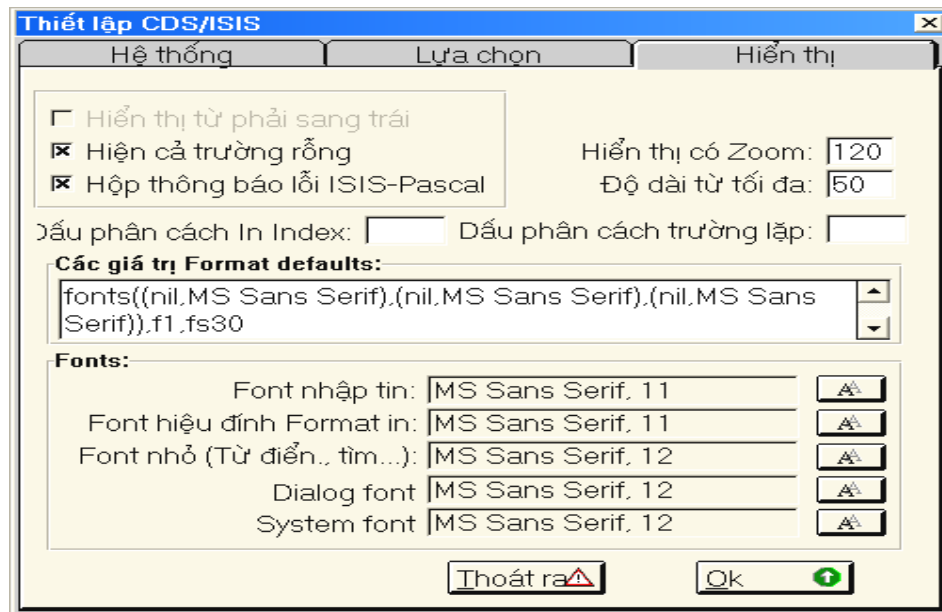 Thiết lập CDS/ISIS
Hệ thống Lựa chọn Hiển thị
Hiển thị từ phải sang trái
Hiện cả trường rỗng
Hiển thị có Zoom: 120
Hộp thông báo lỗi ISIS-Pascal
Độ dài từ tối đa: 50
Dấu phân cách In Index:
Dấu phân cách trường lặp:
Các giá trị Format defaults:
fonts((nil,MS Sans Serif),(nil,MS Sans Serif),(nil,MS Sans
Serif)),f1,fs30
Fonts:
Font nhập tin: MS Sans Serif, 11
Font hiệu đính Format in: MS Sans Serif, 11
Font nhỏ (Từ điển., tìm...): MS Sans Serif, 12
Dialog font MS Sans Serif, 12
System font MS Sans Serif, 12
Thoát ra Ok